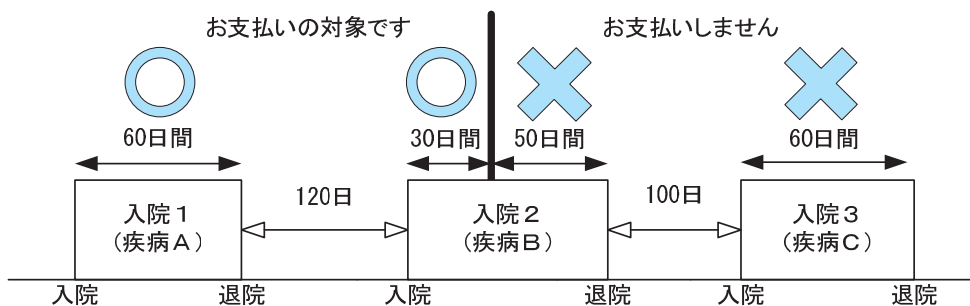 お支払いの対象です
お支払いしません
60日間
30日間
50日間
60日間
120日
100日
入院1
(疾病A)
入院2
(疾病B)
入院3
(疾病C)
入院
退院
入院
退院
入院
退院